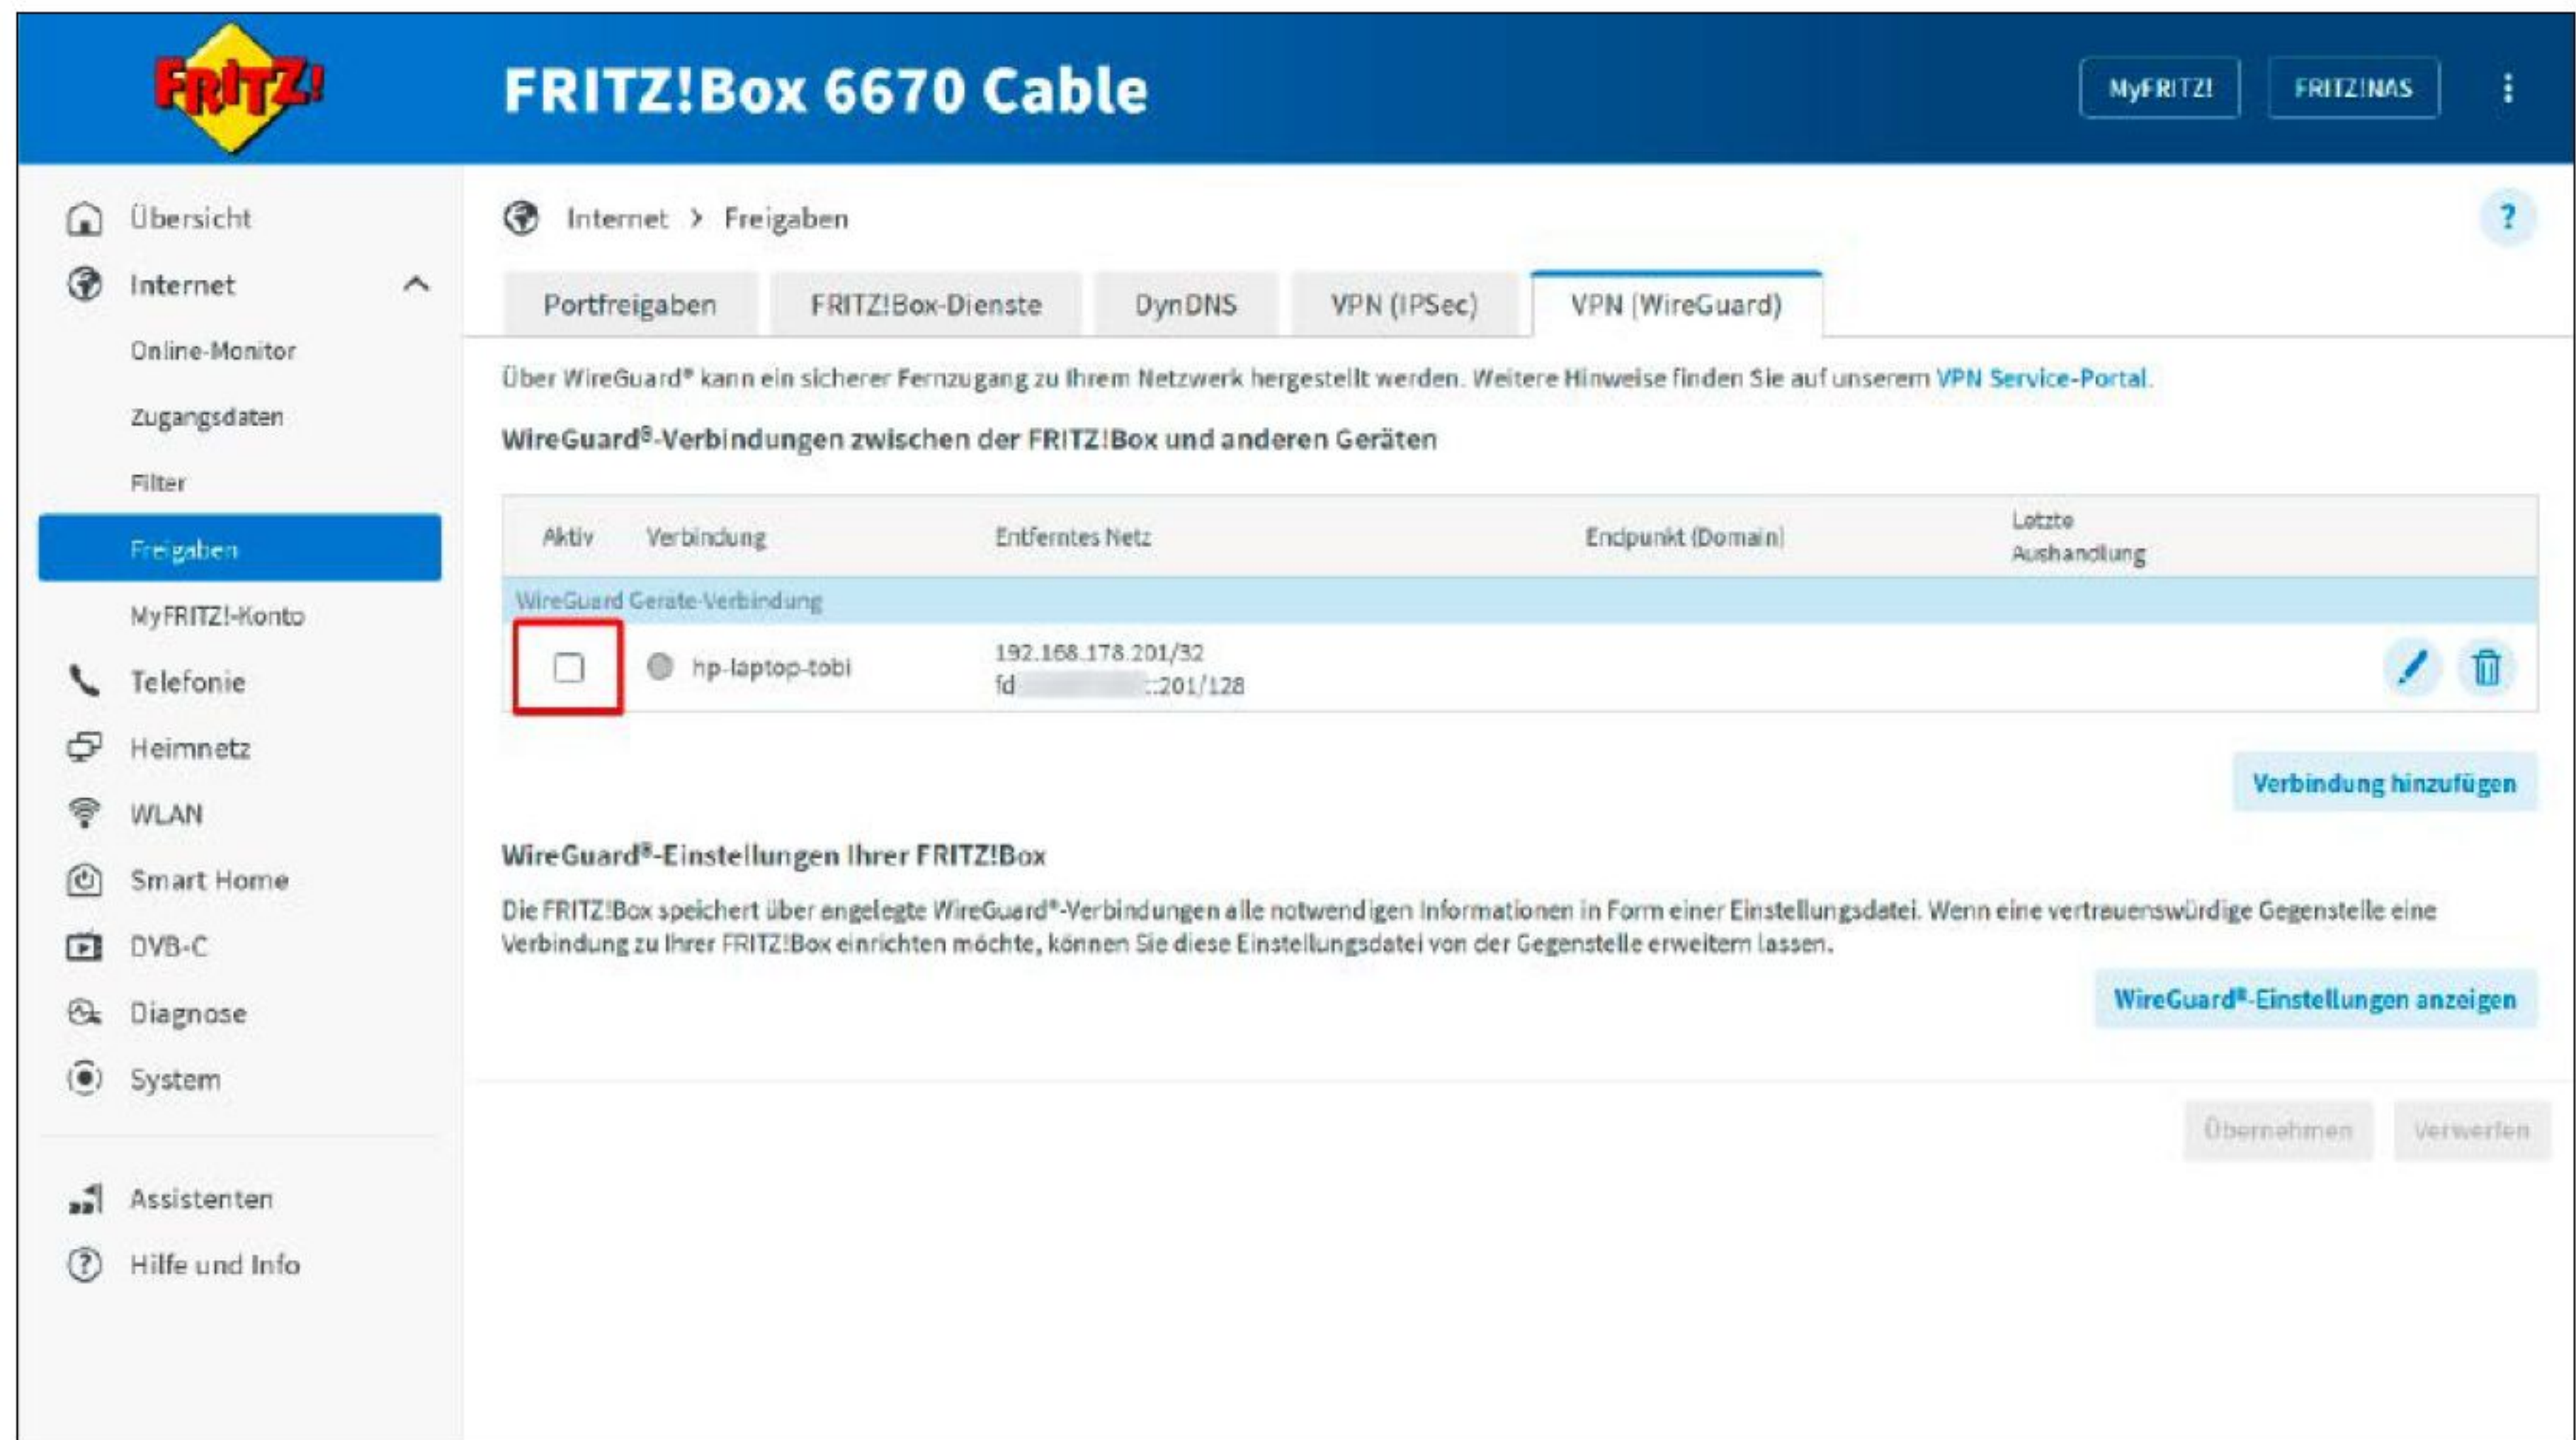 FRITZ!
FRITZ!Box 6670 Cable
MyFRITZ!
FRITZ!NAS
Übersicht
Internet
Online-Monitor
Zugangsdaten
Filter
Freigaben
MyFRITZ!-Konto
Telefonie
Heimnetz
WLAN
Smart Home
DVB-C
Diagnose
System
Assistenten
Hilfe und Info
Internet > Freigaben
?
Portfreigaben
FRITZ!Box-Dienste
DynDNS
VPN (IPSec)
VPN (WireGuard)
Über WireGuard® kann ein sicherer Fernzugang zu Ihrem Netzwerk hergestellt werden. Weitere Hinweise finden Sie auf unserem VPN Service-Portal.
WireGuard®-Verbindungen zwischen der FRITZ!Box und anderen Geräten
Aktiv Verbindung Entferntes Netz Endpunkt (Domain) Letzte
Aushandlung
WireGuard Geräte-Verbindung
hp-laptop-tobi
192.168.178.201/32
fd ::201/128
Verbindung hinzufügen
WireGuard®-Einstellungen Ihrer FRITZ!Box
Die FRITZ!Box speichert über angelegte WireGuard®-Verbindungen alle notwendigen Informationen in Form einer Einstellungsdatei. Wenn eine vertrauenswürdige Gegenstelle eine
Verbindung zu Ihrer FRITZ!Box einrichten möchte, können Sie diese Einstellungsdatei von der Gegenstelle erweitern lassen.
WireGuard®-Einstellungen anzeigen
Übernehmen
Verwerfen